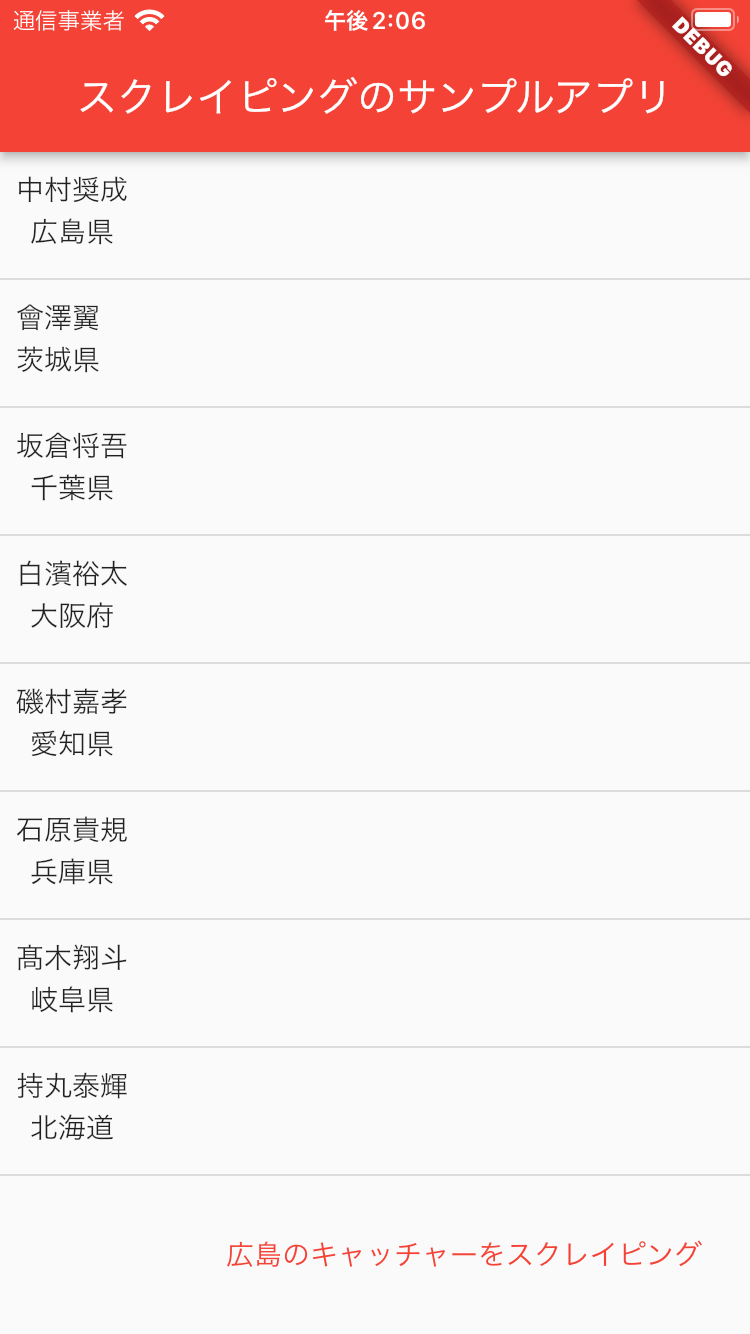 通信事業者
午後2:06
DEBUG
スクレイピングのサンプルアプリ
中村奨成
広島県
會澤翼
茨城県
坂倉将吾
千葉県
白濱裕太
大阪府
磯村嘉孝
愛知県
石原貴規
兵庫県
髙木翔斗
岐阜県
持丸泰輝
北海道
広島のキャッチャーをスクレイピング